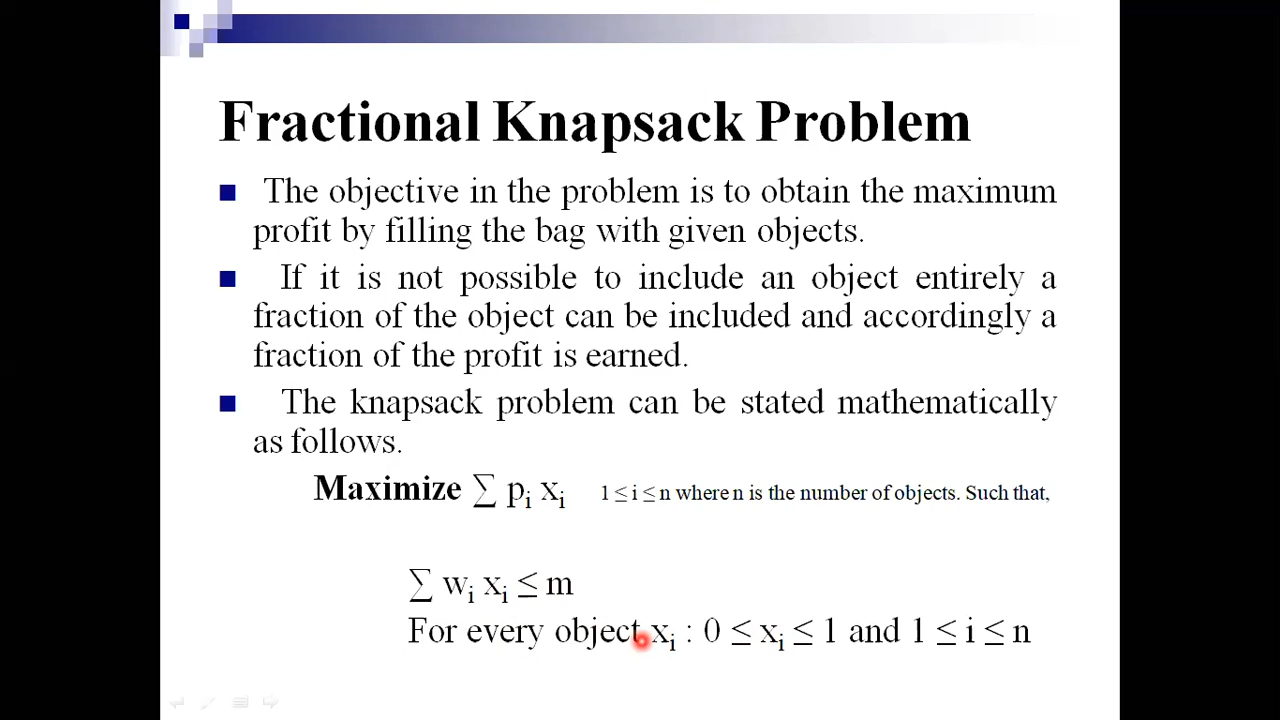 Fractional Knapsack Problem
The objective in the problem is to obtain the maximum
profit by filling the bag with given objects.
If it is not possible to include an object entirely a
fraction of the object can be included and accordingly a
fraction of the profit is earned.
The knapsack problem can be stated mathematically
as follows.
Maximize ∑ pᵢ xᵢ 1 ≤ i ≤ n where n is the number of objects. Such that,
∑ wᵢ xᵢ ≤ m
For every object xᵢ : 0 ≤ xᵢ ≤ 1 and 1 ≤ i ≤ n